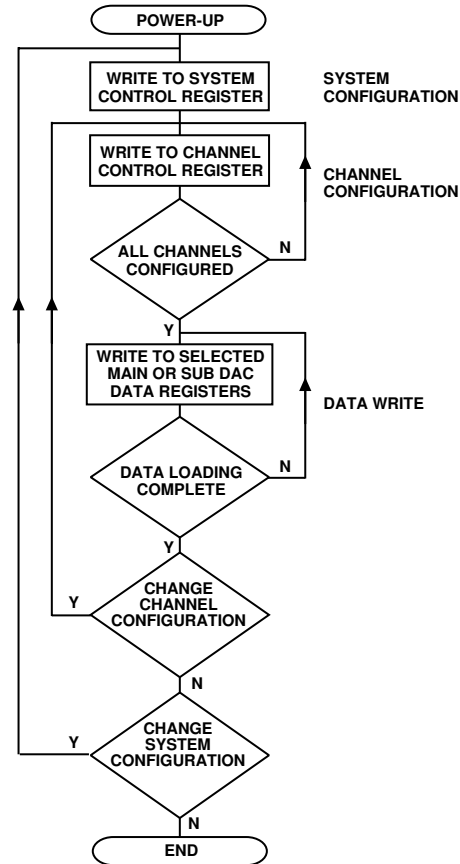 POWER-UP
WRITE TO SYSTEM
CONTROL REGISTER
SYSTEM
CONFIGURATION
WRITE TO CHANNEL
CONTROL REGISTER
CHANNEL
CONFIGURATION
ALL CHANNELS
CONFIGURED
N
Y
WRITE TO SELECTED
MAIN OR SUB DAC
DATA REGISTERS
DATA WRITE
DATA LOADING
COMPLETE
N
Y
CHANGE
CHANNEL
CONFIGURATION
Y
N
CHANGE
SYSTEM
CONFIGURATION
Y
N
END